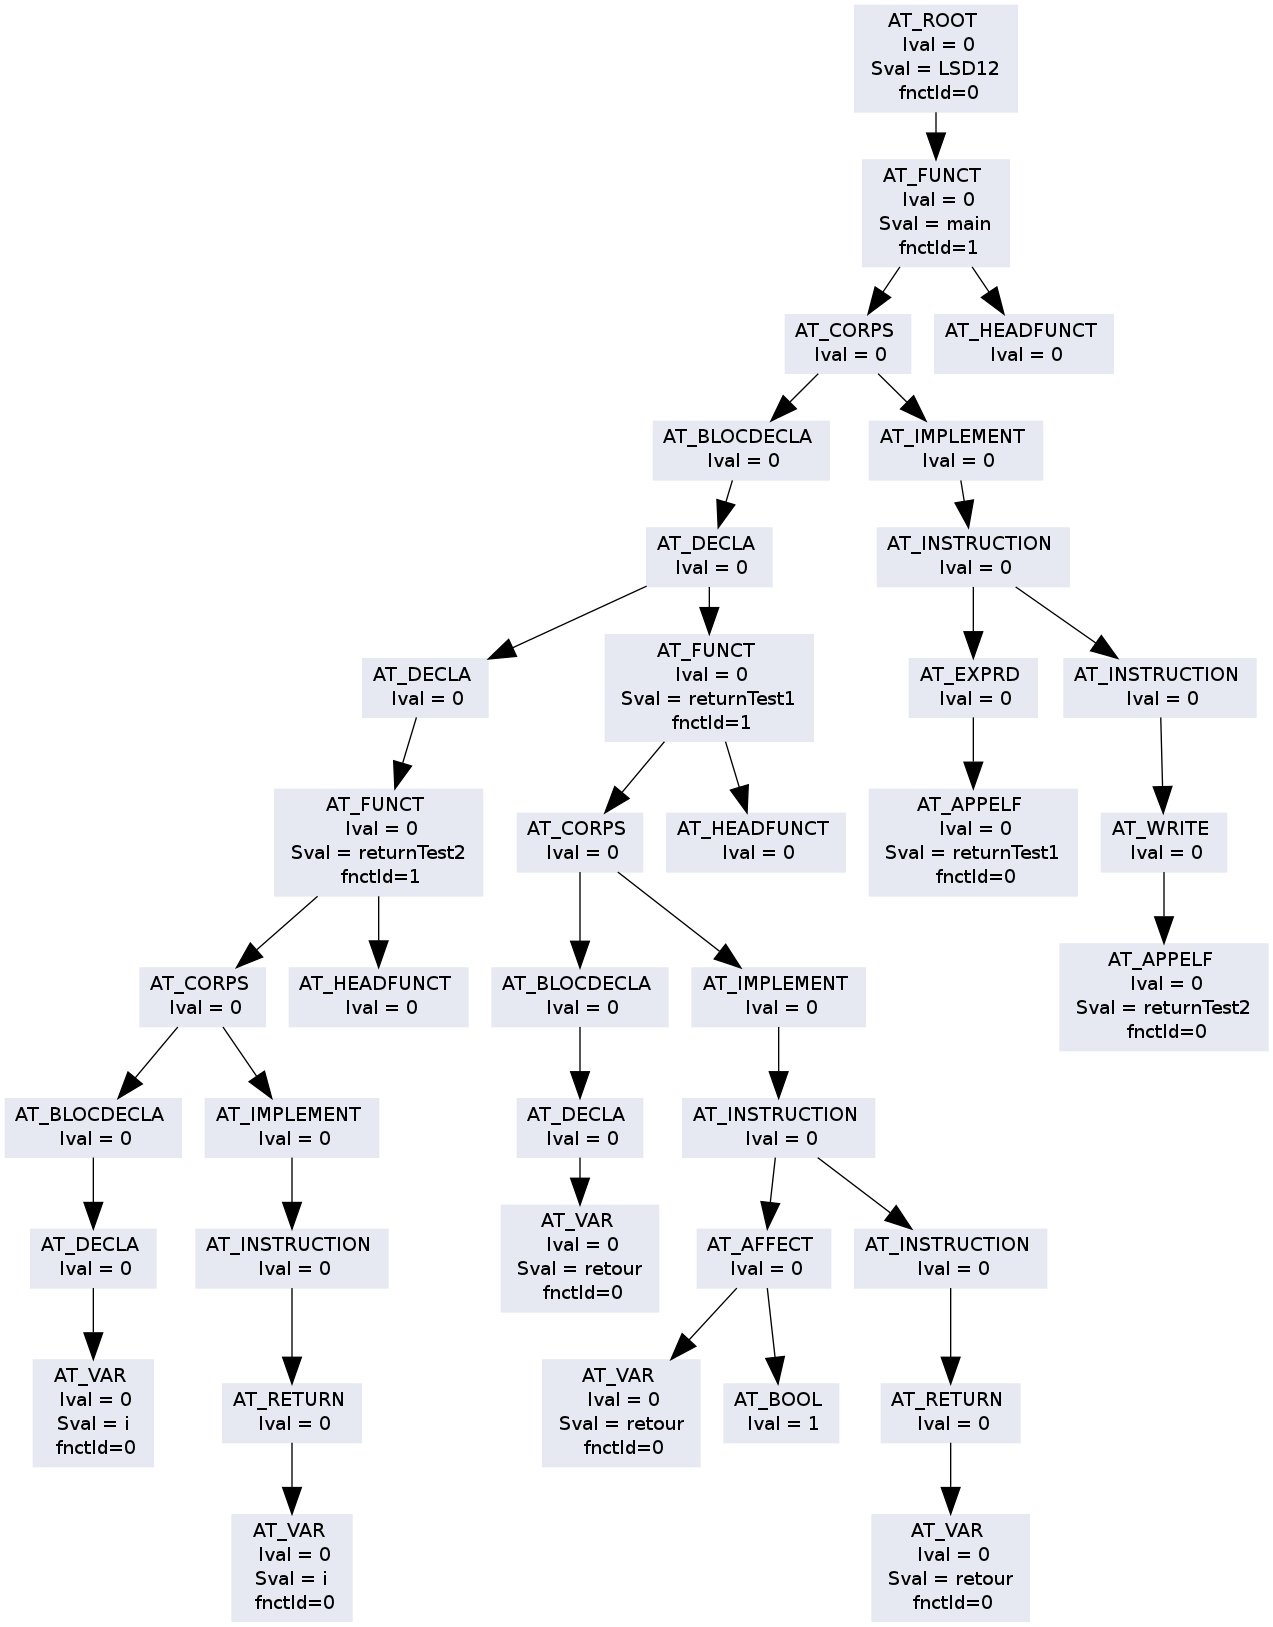 AT_ROOT
Ival = 0
Sval = LSD12
fnctId=0
AT_FUNCT
Ival = 0
Sval = main
fnctId=1
AT_CORPS
Ival = 0
AT_HEADFUNCT
Ival = 0
AT_BLOCDECLA
Ival = 0
AT_IMPLEMENT
Ival = 0
AT_DECLA
Ival = 0
AT_INSTRUCTION
Ival = 0
AT_DECLA
Ival = 0
AT_FUNCT
Ival = 0
Sval = returnTest1
fnctId=1
AT_EXPRD
Ival = 0
AT_INSTRUCTION
Ival = 0
AT_FUNCT
Ival = 0
Sval = returnTest2
fnctId=1
AT_CORPS
Ival = 0
AT_HEADFUNCT
Ival = 0
AT_APPELF
Ival = 0
Sval = returnTest1
fnctId=0
AT_WRITE
Ival = 0
AT_CORPS
Ival = 0
AT_HEADFUNCT
Ival = 0
AT_BLOCDECLA
Ival = 0
AT_IMPLEMENT
Ival = 0
AT_APPELF
Ival = 0
Sval = returnTest2
fnctId=0
AT_BLOCDECLA
Ival = 0
AT_IMPLEMENT
Ival = 0
AT_DECLA
Ival = 0
AT_INSTRUCTION
Ival = 0
AT_DECLA
Ival = 0
AT_INSTRUCTION
Ival = 0
AT_VAR
Ival = 0
Sval = retour
fnctId=0
AT_AFFECT
Ival = 0
AT_INSTRUCTION
Ival = 0
AT_VAR
Ival = 0
Sval = i
fnctId=0
AT_RETURN
Ival = 0
AT_VAR
Ival = 0
Sval = retour
fnctId=0
AT_BOOL
Ival = 1
AT_RETURN
Ival = 0
AT_VAR
Ival = 0
Sval = i
fnctId=0
AT_VAR
Ival = 0
Sval = retour
fnctId=0